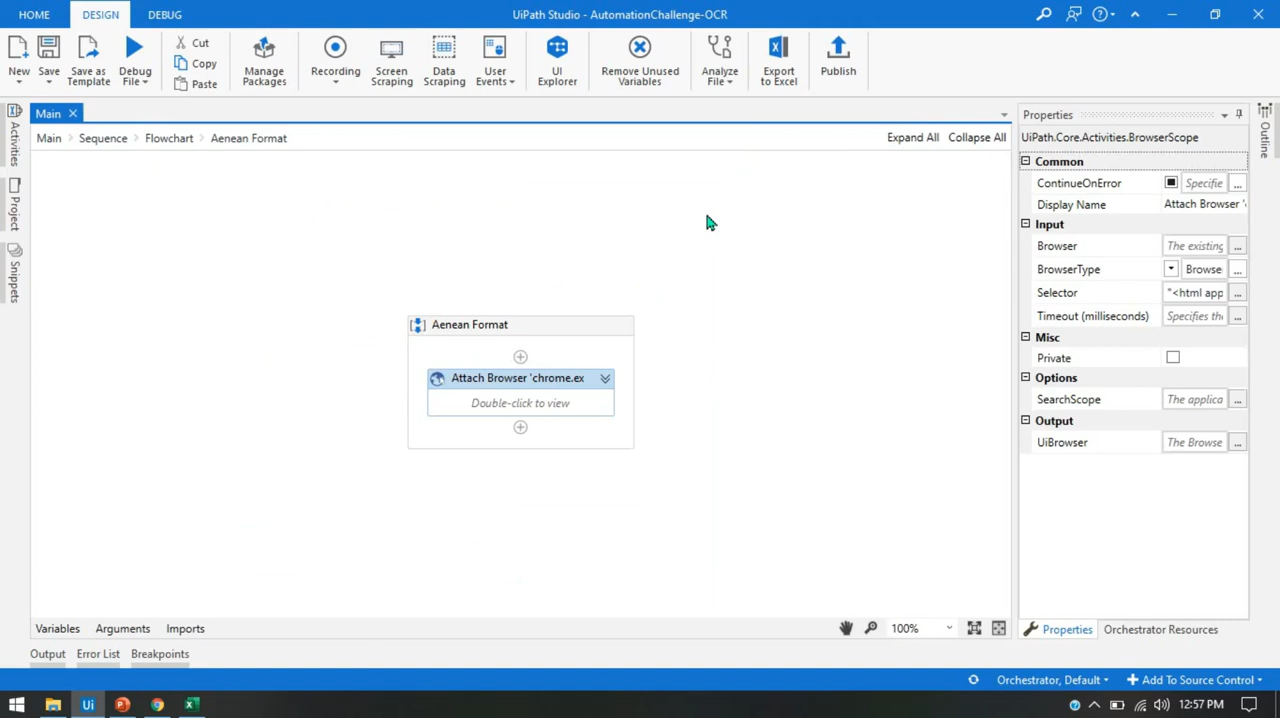 HOME DESIGN DEBUG UiPath Studio - AutomationChallenge-OCR
New Save Save as Template Debug File Cut Copy Paste Manage Packages Recording Screen Scraping Data Scraping User Events UI Explorer Remove Unused Variables Analyze File Export to Excel Publish
Main
Main Sequence Flowchart Aenean Format Expand All Collapse All
Activities
Project
Snippets
Aenean Format
Attach Browser 'chrome.ex
Double-click to view
Properties
UiPath.Core.Activities.BrowserScope
Common
ContinueOnError Specifie ...
Display Name Attach Browser '
Input
Browser The existing ...
BrowserType Browse ...
Selector "<html app ...
Timeout (milliseconds) Specifies th ...
Misc
Private
Options
SearchScope The applica ...
Output
UiBrowser The Browse ...
Outline
Variables Arguments Imports 100% Properties Orchestrator Resources
Output Error List Breakpoints
Orchestrator, Default Add To Source Control
Ui 12:57 PM